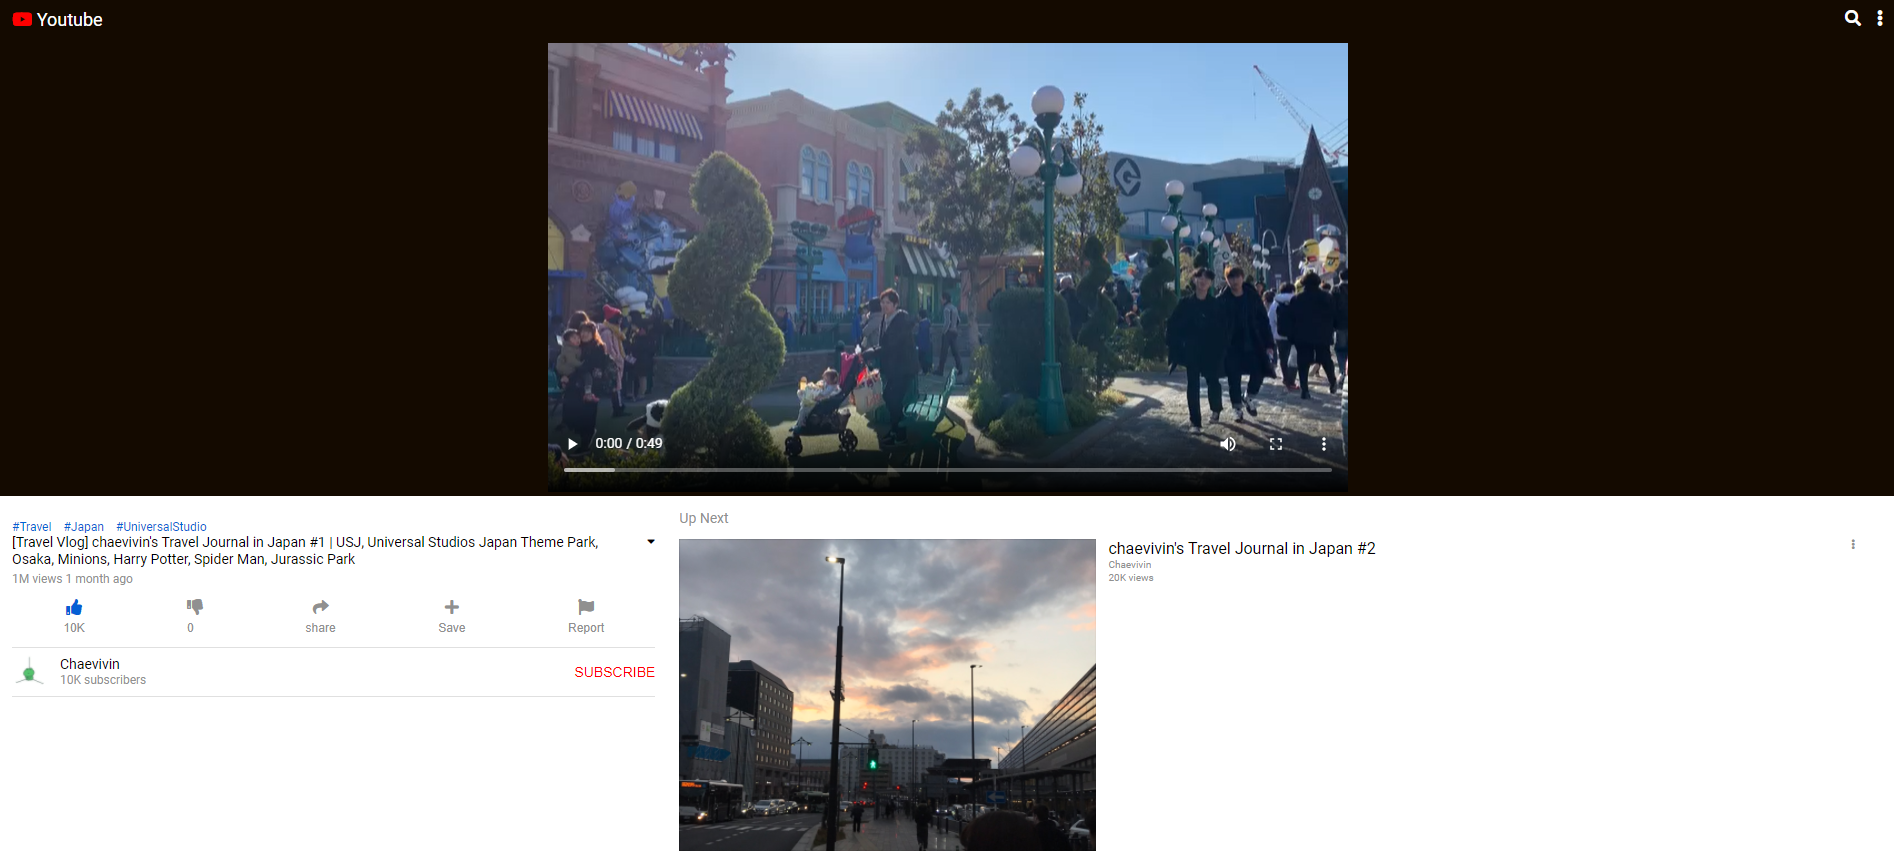 Youtube
0:00 / 0:49
#Travel #Japan #UniversalStudio
[Travel Vlog] chaevivin's Travel Journal in Japan #1 | USJ, Universal Studios Japan Theme Park,
Osaka, Minions, Harry Potter, Spider Man, Jurassic Park
1M views 1 month ago
10K 0 share Save Report
Chaevivin
10K subscribers
SUBSCRIBE
Up Next
chaevivin's Travel Journal in Japan #2
Chaevivin
20K views